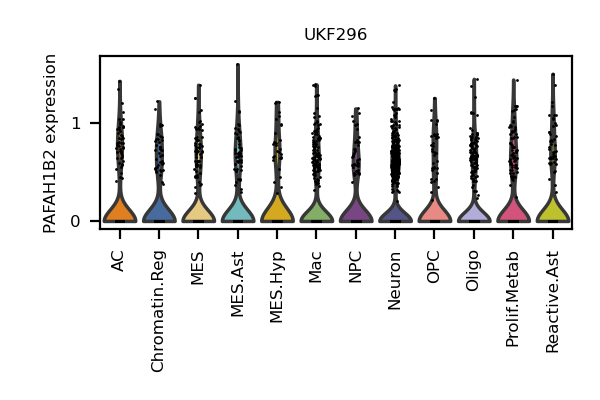 UKF296
PAFAH1B2 expression
1
0
AC
Chromatin.Reg
MES
MES.Ast
MES.Hyp
Mac
NPC
Neuron
OPC
Oligo
Prolif.Metab
Reactive.Ast